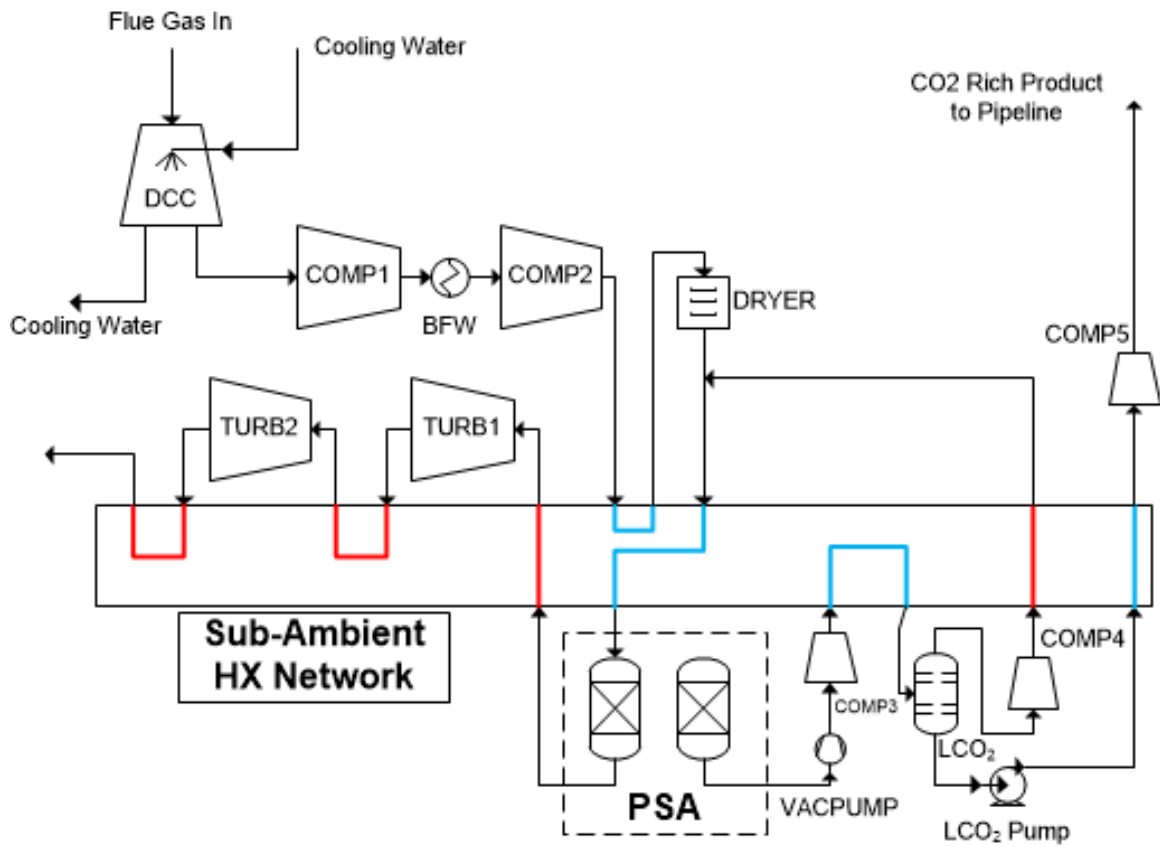 Flue Gas In
Cooling Water
CO2 Rich Product
to Pipeline
DCC
COMP1
COMP2
DRYER
BFW
Cooling Water
COMP5
TURB2
TURB1
Sub-Ambient
HX Network
COMP4
COMP3
LCO₂
PSA
VACPUMP
LCO₂ Pump